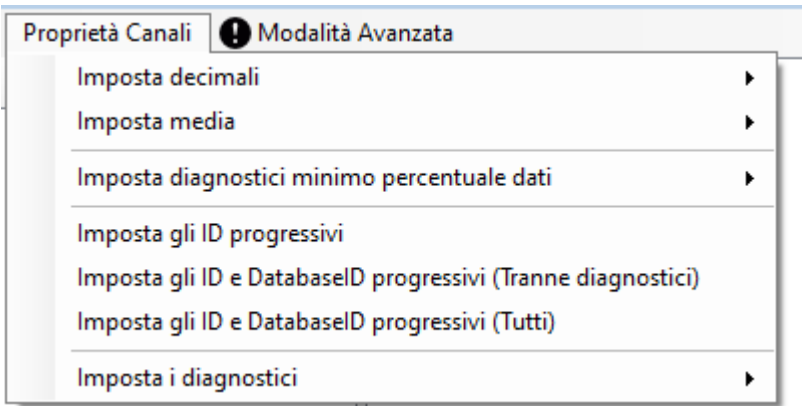 Proprietà Canali
Modalità Avanzata
Imposta decimali
Imposta media
Imposta diagnostici minimo percentuale dati
Imposta gli ID progressivi
Imposta gli ID e DatabaseID progressivi (Tranne diagnostici)
Imposta gli ID e DatabaseID progressivi (Tutti)
Imposta i diagnostici